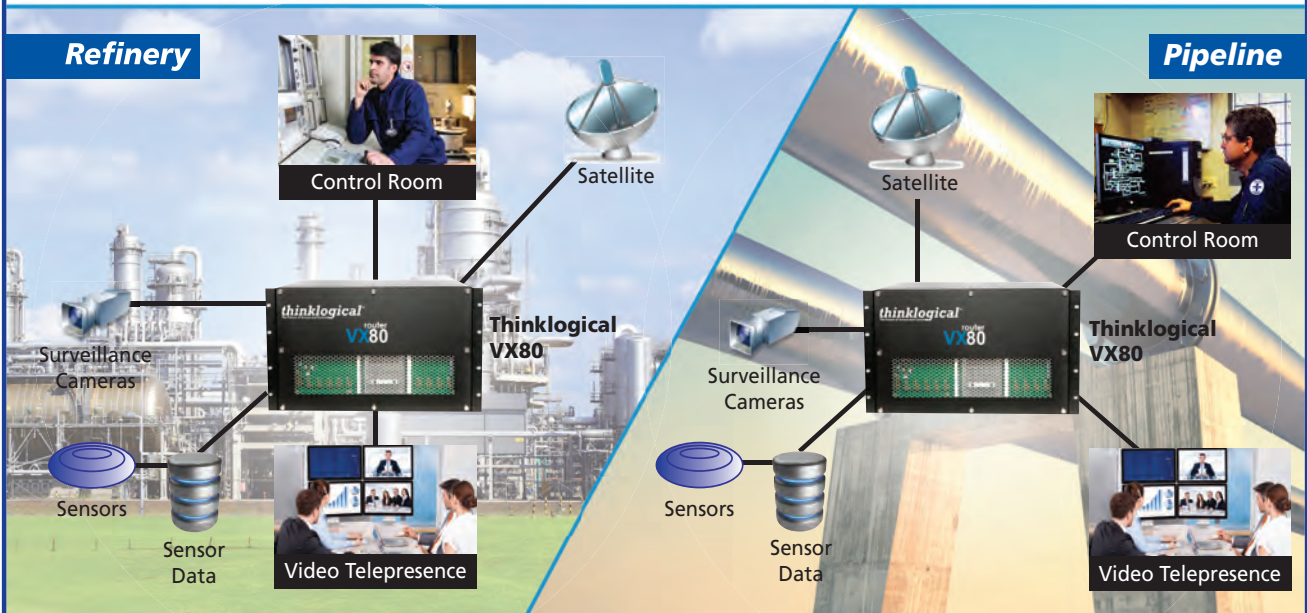 Refinery
Control Room
Satellite
thinklogical
router
VX80
Thinklogical
VX80
Surveillance
Cameras
Sensors
Sensor
Data
Video Telepresence
Pipeline
Satellite
Control Room
thinklogical
router
VX80
Thinklogical
VX80
Surveillance
Cameras
Sensors
Sensor
Data
Video Telepresence